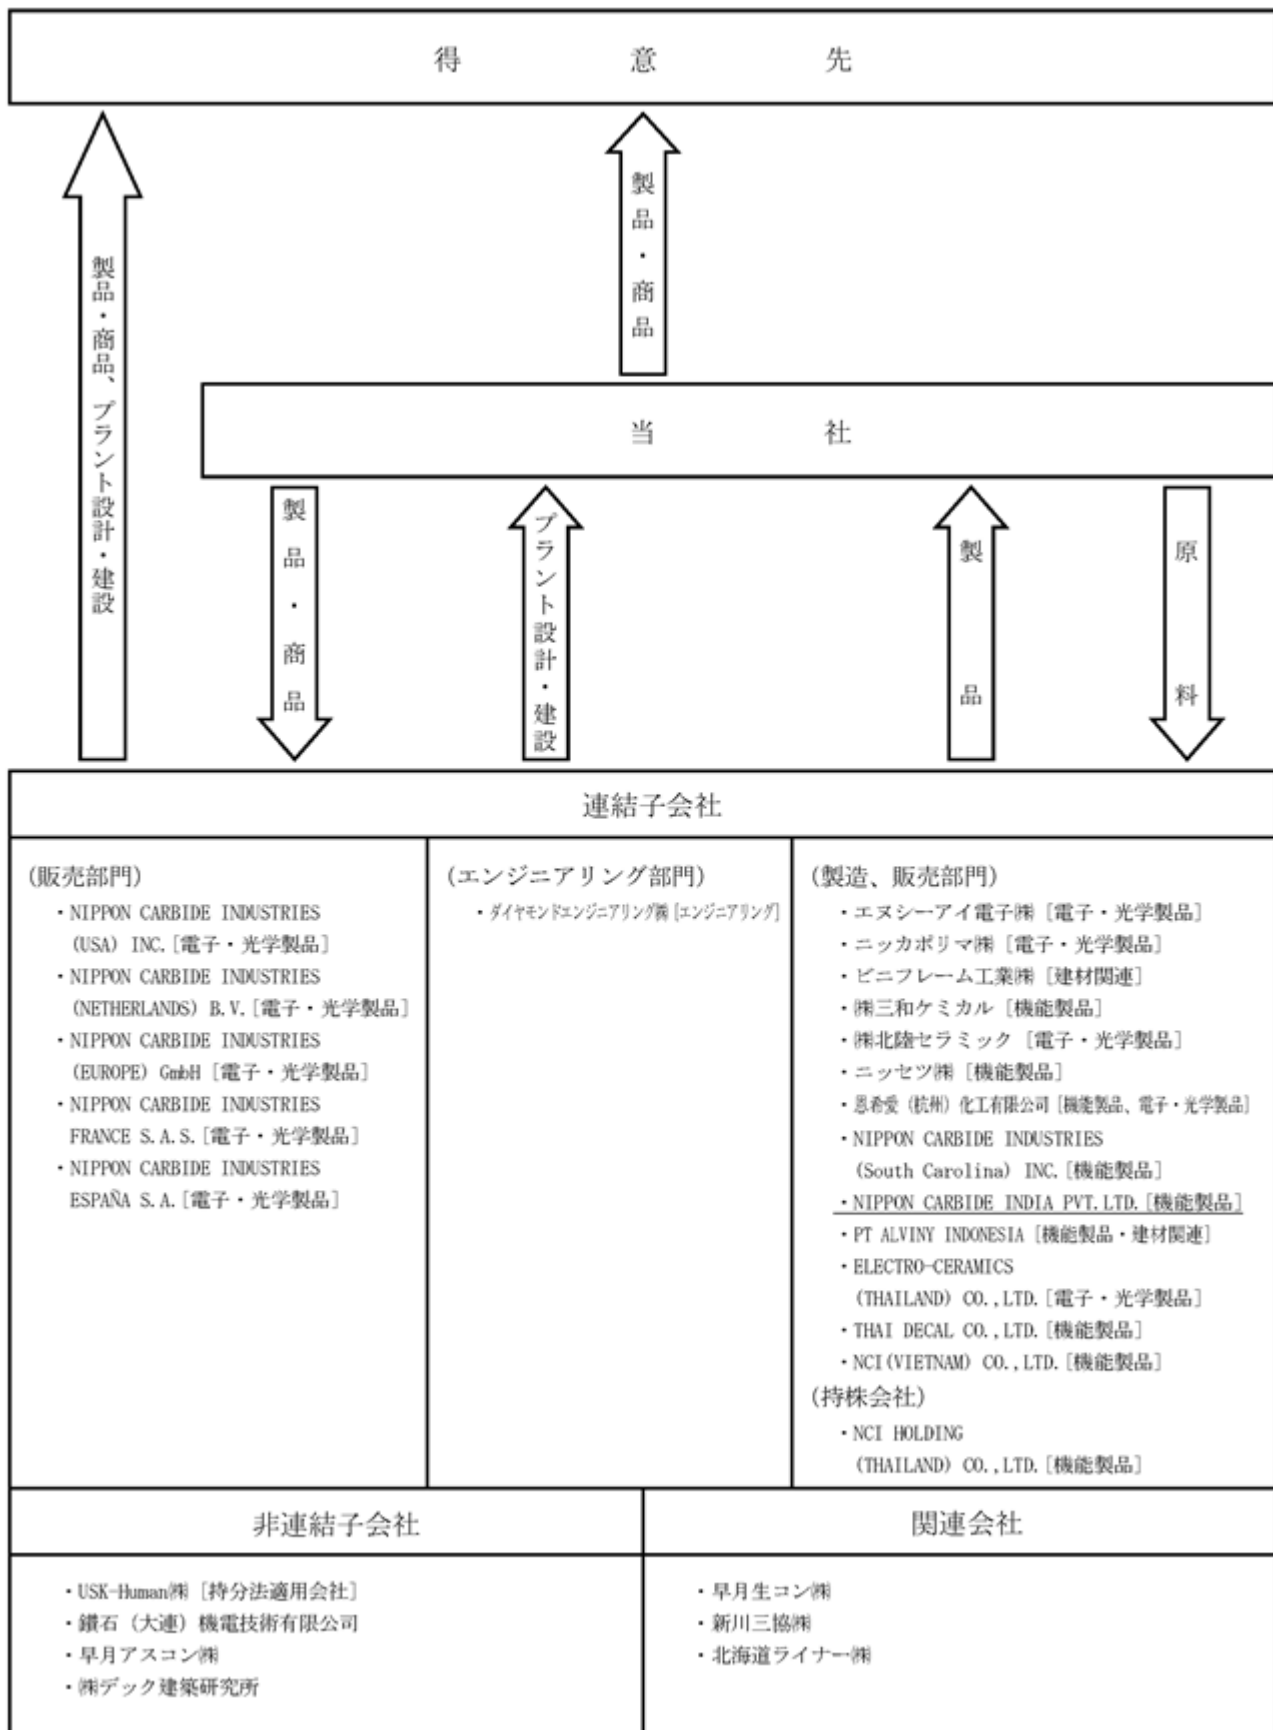 得意先
製品・商品
製品・商品、プラント設計・建設
当社
製品・商品
プラント設計・建設
製品
原料
連結子会社
(販売部門)
・NIPPON CARBIDE INDUSTRIES
(USA) INC.[電子・光学製品]
・NIPPON CARBIDE INDUSTRIES
(NETHERLANDS) B.V.[電子・光学製品]
・NIPPON CARBIDE INDUSTRIES
(EUROPE) GmbH [電子・光学製品]
・NIPPON CARBIDE INDUSTRIES
FRANCE S.A.S.[電子・光学製品]
・NIPPON CARBIDE INDUSTRIES
ESPAÑA S.A.[電子・光学製品]
(エンジニアリング部門)
・ダイヤモンドエンジニアリング㈱[エンジニアリング]
(製造、販売部門)
・エヌシーアイ電子㈱ [電子・光学製品]
・ニッカポリマ㈱ [電子・光学製品]
・ビニフレーム工業㈱ [建材関連]
・㈱三和ケミカル [機能製品]
・㈱北陸セラミック [電子・光学製品]
・ニッセツ㈱ [機能製品]
・恩希愛（杭州）化工有限公司 [機能製品、電子・光学製品]
・NIPPON CARBIDE INDUSTRIES
(South Carolina) INC.[機能製品]
・NIPPON CARBIDE INDIA PVT.LTD.[機能製品]
・PT ALVINY INDONESIA [機能製品・建材関連]
・ELECTRO-CERAMICS
(THAILAND) CO.,LTD.[電子・光学製品]
・THAI DECAL CO.,LTD.[機能製品]
・NCI(VIETNAM) CO.,LTD.[機能製品]
(持株会社)
・NCI HOLDING
(THAILAND) CO.,LTD.[機能製品]
非連結子会社
・USK-Human㈱ [持分法適用会社]
・鑽石（大連）機電技術有限公司
・早月アスコン㈱
・㈱デック建築研究所
関連会社
・早月生コン㈱
・新川三協㈱
・北海道ライナー㈱